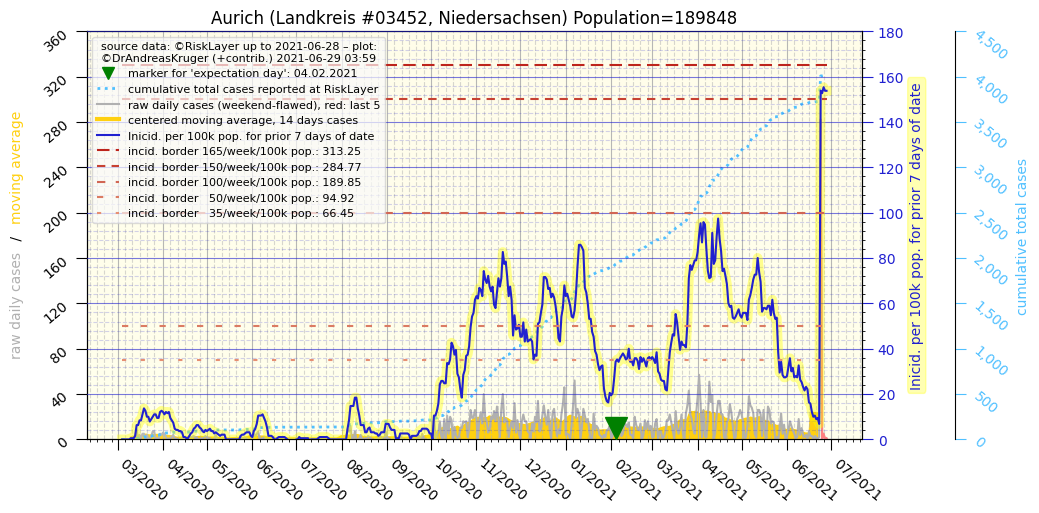 Aurich (Landkreis #03452, Niedersachsen) Population=189848
source data: ©RiskLayer up to 2021-06-28 – plot:
©DrAndreasKruger (+contrib.) 2021-06-29 03:59
marker for 'expectation day': 04.02.2021
cumulative total cases reported at RiskLayer
raw daily cases (weekend-flawed), red: last 5
centered moving average, 14 days cases
Inicid. per 100k pop. for prior 7 days of date
incid. border 165/week/100k pop.: 313.25
incid. border 150/week/100k pop.: 284.77
incid. border 100/week/100k pop.: 189.85
incid. border   50/week/100k pop.: 94.92
incid. border   35/week/100k pop.: 66.45
raw daily cases / moving average
360
320
280
240
200
160
120
80
40
0
03/2020
04/2020
05/2020
06/2020
07/2020
08/2020
09/2020
10/2020
11/2020
12/2020
01/2021
02/2021
03/2021
04/2021
05/2021
06/2021
07/2021
180
160
140
120
100
80
60
40
20
0
Inicid. per 100k pop. for prior 7 days of date
4,500
4,000
3,500
3,000
2,500
2,000
1,500
1,000
500
0
cumulative total cases